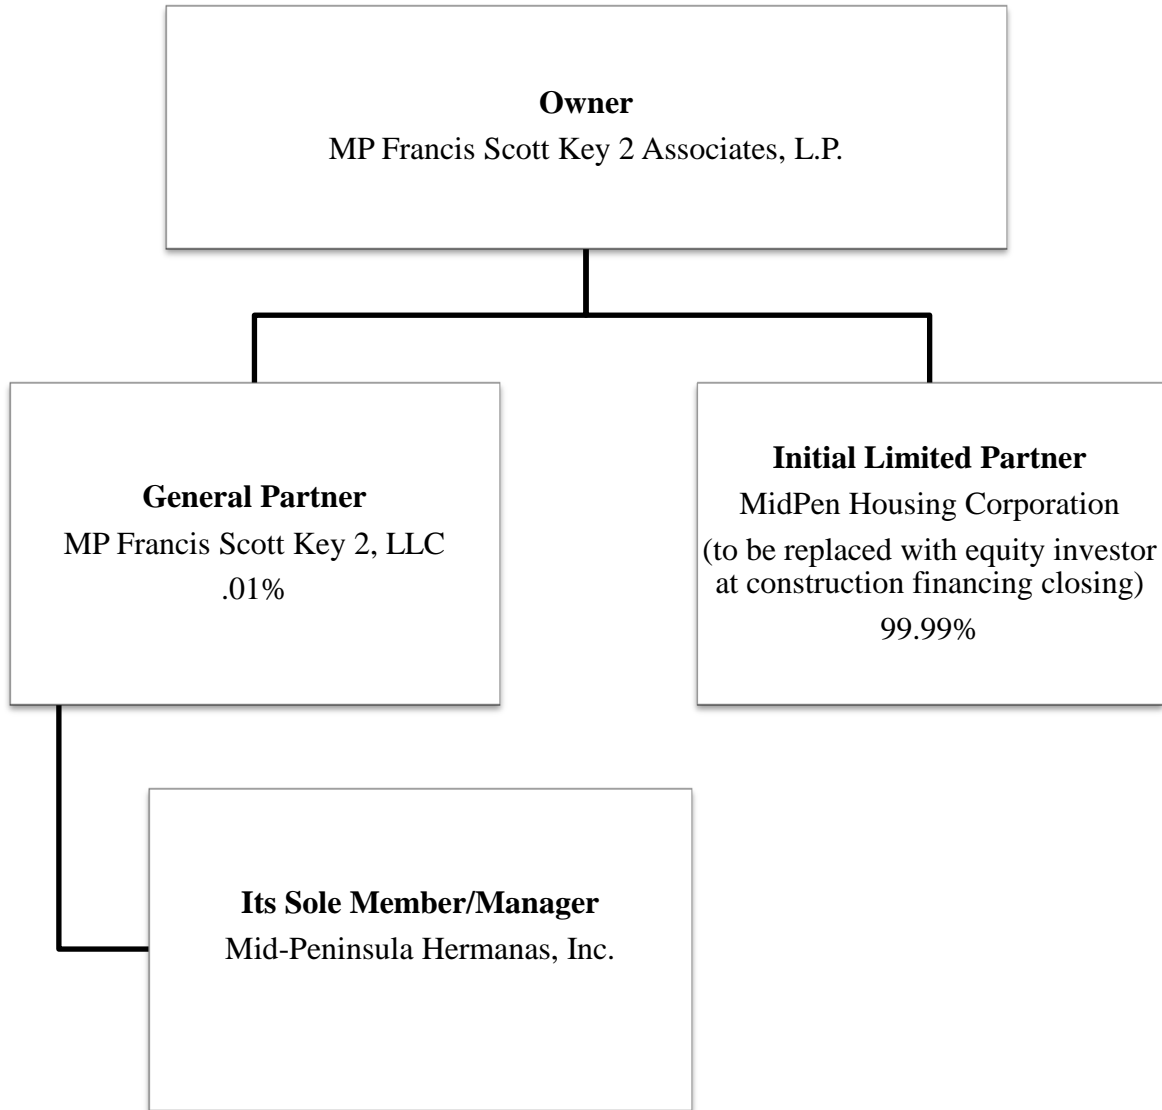 Owner
MP Francis Scott Key 2 Associates, L.P.
General Partner
MP Francis Scott Key 2, LLC
.01%
Initial Limited Partner
MidPen Housing Corporation
(to be replaced with equity investor
at construction financing closing)
99.99%
Its Sole Member/Manager
Mid-Peninsula Hermanas, Inc.